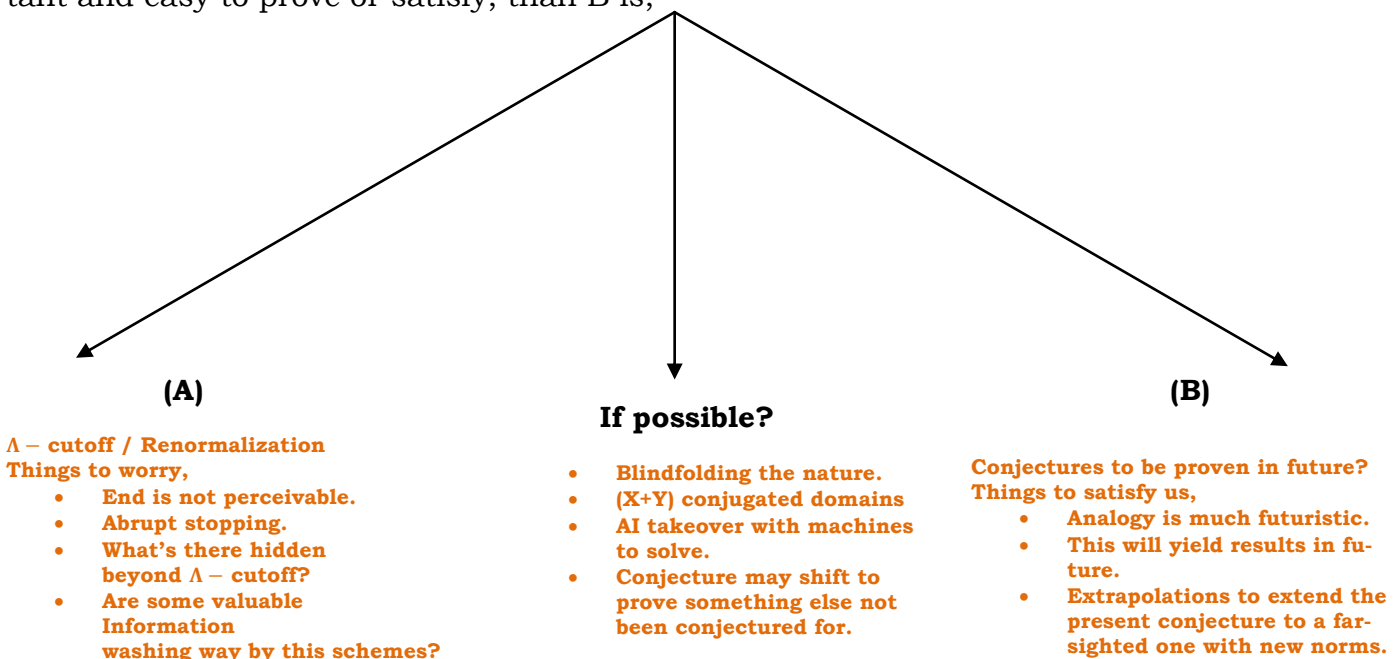 tant and easy to prove or satisfy, than B is,
(A)
Λ − cutoff / Renormalization
Things to worry,
• End is not perceivable.
• Abrupt stopping.
• What's there hidden
beyond Λ − cutoff?
• Are some valuable
Information
washing way by this schemes?
If possible?
• Blindfolding the nature.
• (X+Y) conjugated domains
• AI takeover with machines
to solve.
• Conjecture may shift to
prove something else not
been conjectured for.
(B)
Conjectures to be proven in future?
Things to satisfy us,
• Analogy is much futuristic.
• This will yield results in fu-
ture.
• Extrapolations to extend the
present conjecture to a far-
sighted one with new norms.